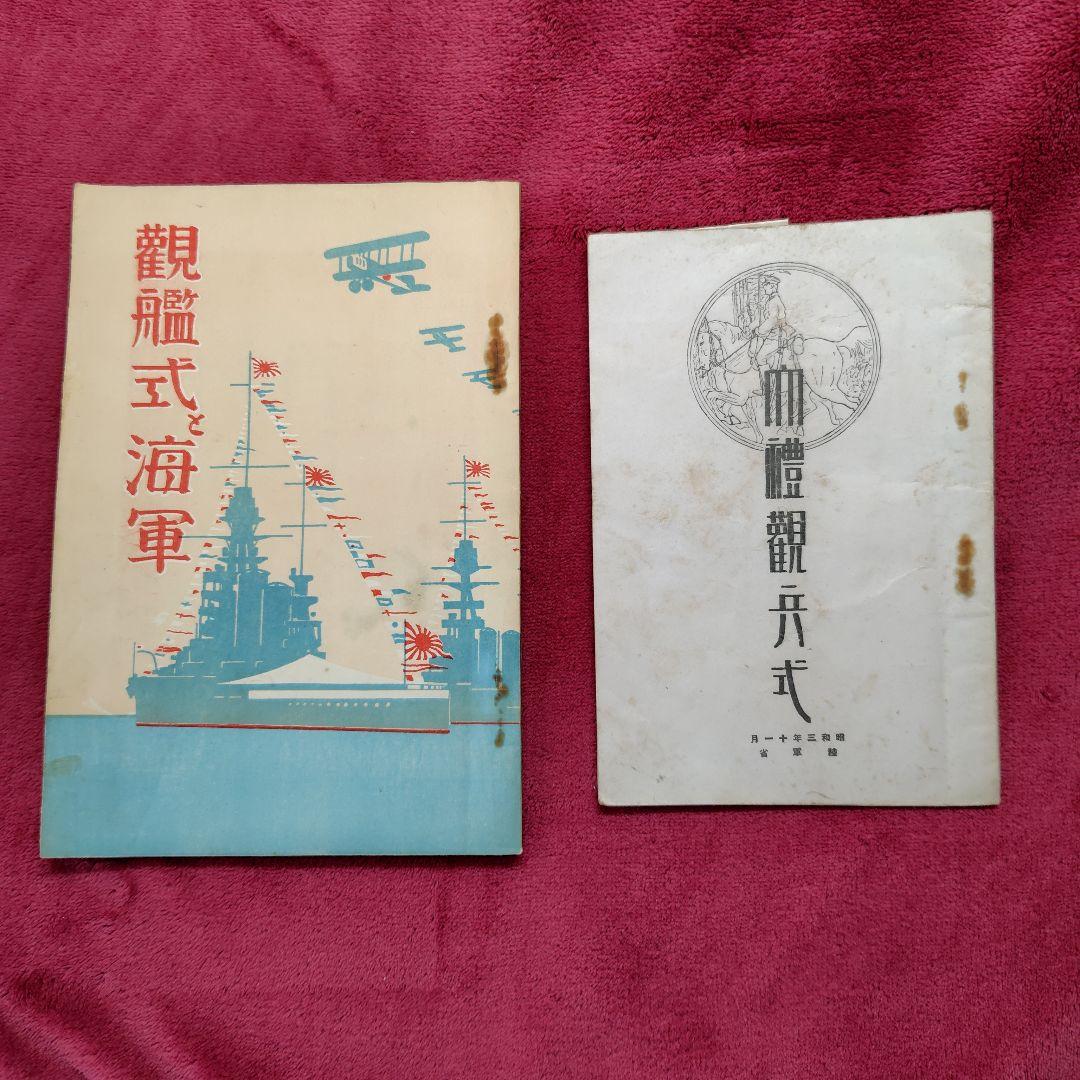 觀艦式と海軍
大禮觀兵式
昭和三年十一月
陸軍省